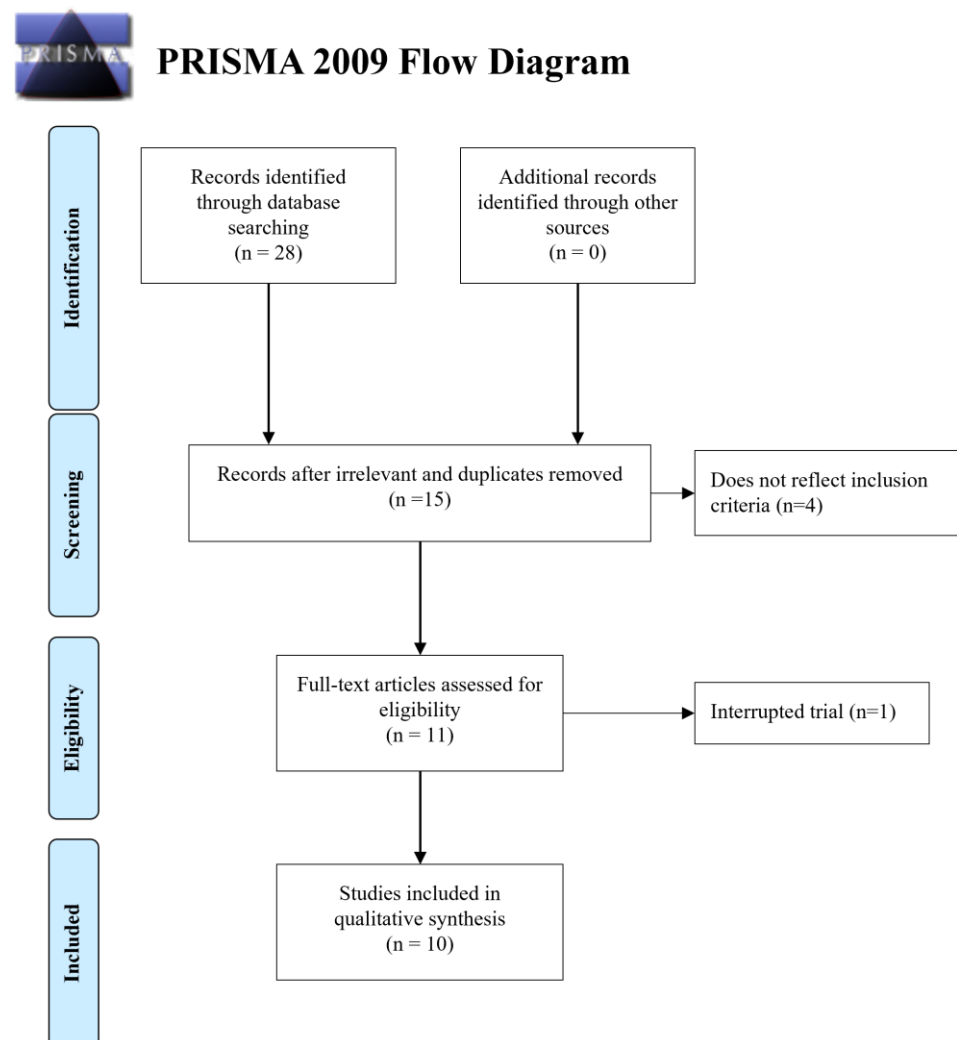 PRISMA
PRISMA 2009 Flow Diagram
Identification
Records identified
through database
searching
(n = 28)
Additional records
identified through other
sources
(n = 0)
Screening
Records after irrelevant and duplicates removed
(n =15)
Does not reflect inclusion
criteria (n=4)
Eligibility
Full-text articles assessed for
eligibility
(n = 11)
Interrupted trial (n=1)
Included
Studies included in
qualitative synthesis
(n = 10)